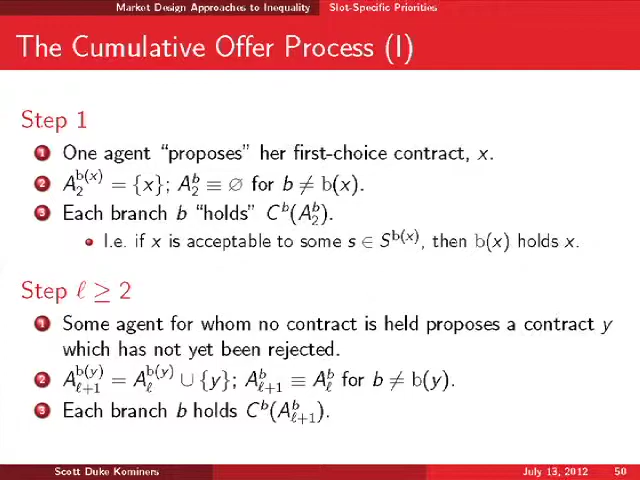 Market Design Approaches to Inequality Slot-Specific Priorities
The Cumulative Offer Process (I)
Step 1
1 One agent “proposes” her first-choice contract, x.
2 A₂^{b(x)} = {x}; A₂^b ≡ ∅ for b ≠ b(x).
3 Each branch b “holds” C^b(A₂^b).
• I.e. if x is acceptable to some s ∈ S^{b(x)}, then b(x) holds x.
Step ℓ ≥ 2
1 Some agent for whom no contract is held proposes a contract y
which has not yet been rejected.
2 A_{ℓ+1}^{b(y)} = A_ℓ^{b(y)} ∪ {y}; A_{ℓ+1}^b ≡ A_ℓ^b for b ≠ b(y).
3 Each branch b holds C^b(A_{ℓ+1}^b).
Scott Duke Kominers July 13, 2012 50